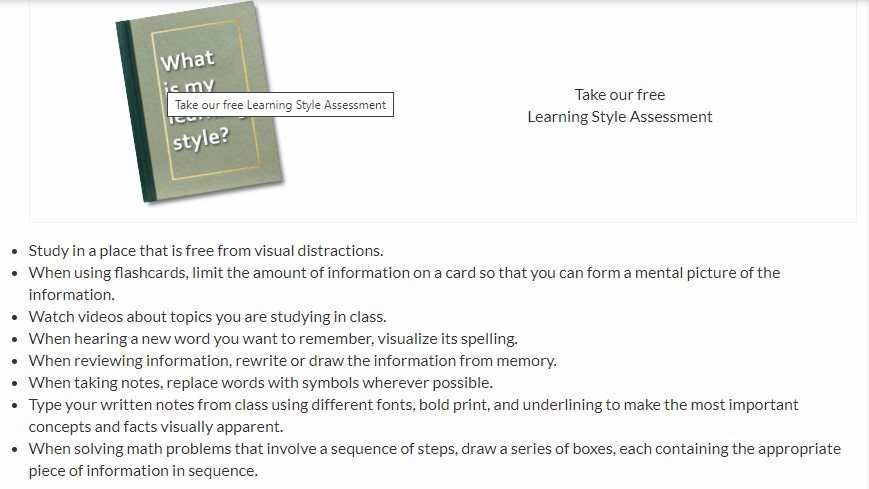 What
is my
style?
Take our free Learning Style Assessment
Take our free
Learning Style Assessment
• Study in a place that is free from visual distractions.
• When using flashcards, limit the amount of information on a card so that you can form a mental picture of the
information.
• Watch videos about topics you are studying in class.
• When hearing a new word you want to remember, visualize its spelling.
• When reviewing information, rewrite or draw the information from memory.
• When taking notes, replace words with symbols wherever possible.
• Type your written notes from class using different fonts, bold print, and underlining to make the most important
concepts and facts visually apparent.
• When solving math problems that involve a sequence of steps, draw a series of boxes, each containing the appropriate
piece of information in sequence.